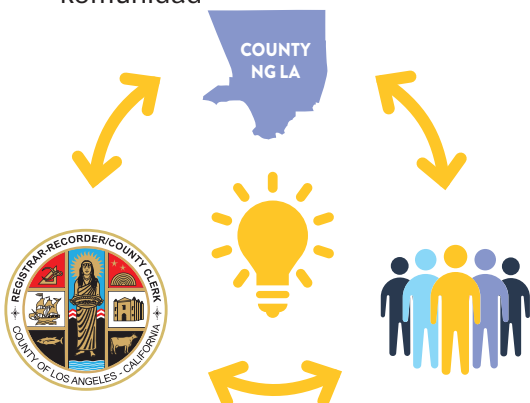 komunidad
COUNTY
NG LA
REGISTRAR-RECORDER/COUNTY CLERK
COUNTY OF LOS ANGELES - CALIFORNIA